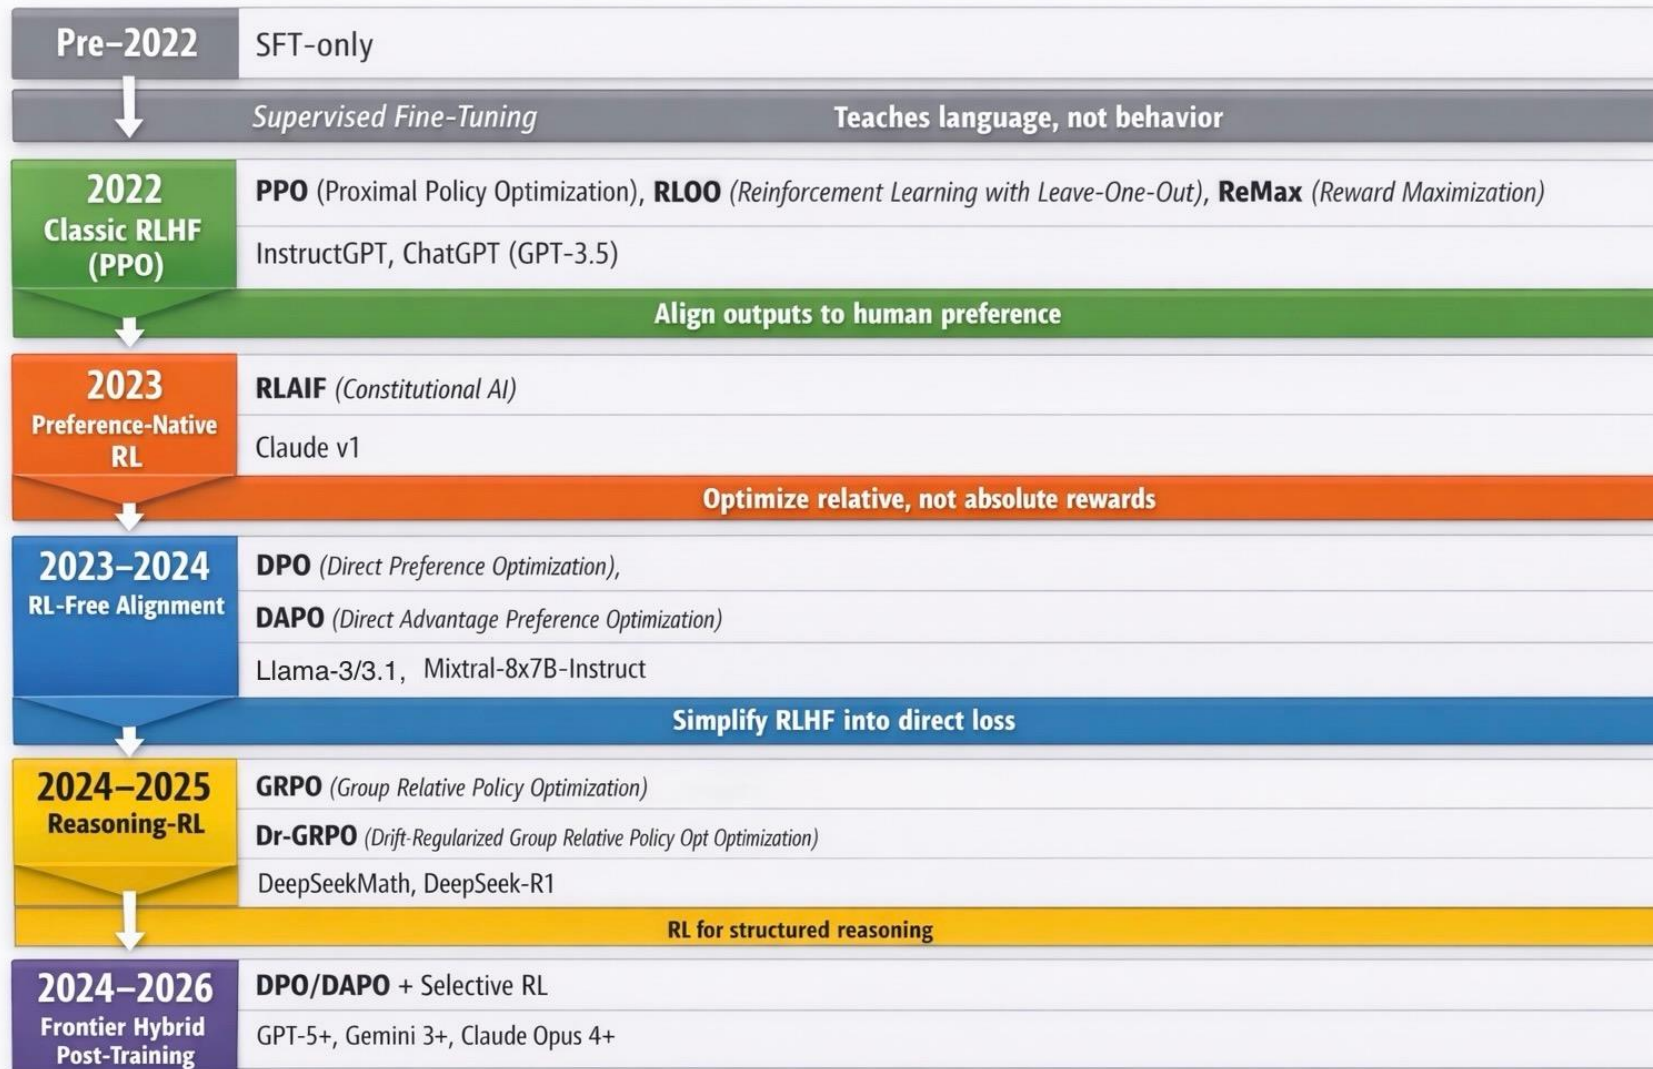 Pre–2022
SFT-only
Supervised Fine-Tuning
Teaches language, not behavior
2022
Classic RLHF
(PPO)
PPO (Proximal Policy Optimization), RLOO (Reinforcement Learning with Leave-One-Out), ReMax (Reward Maximization)
InstructGPT, ChatGPT (GPT-3.5)
Align outputs to human preference
2023
Preference-Native
RL
RLAIF (Constitutional AI)
Claude v1
Optimize relative, not absolute rewards
2023–2024
RL-Free Alignment
DPO (Direct Preference Optimization),
DAPO (Direct Advantage Preference Optimization)
Llama-3/3.1, Mixtral-8x7B-Instruct
Simplify RLHF into direct loss
2024–2025
Reasoning-RL
GRPO (Group Relative Policy Optimization)
Dr-GRPO (Drift-Regularized Group Relative Policy Opt Optimization)
DeepSeekMath, DeepSeek-R1
RL for structured reasoning
2024–2026
Frontier Hybrid
Post-Training
DPO/DAPO + Selective RL
GPT-5+, Gemini 3+, Claude Opus 4+